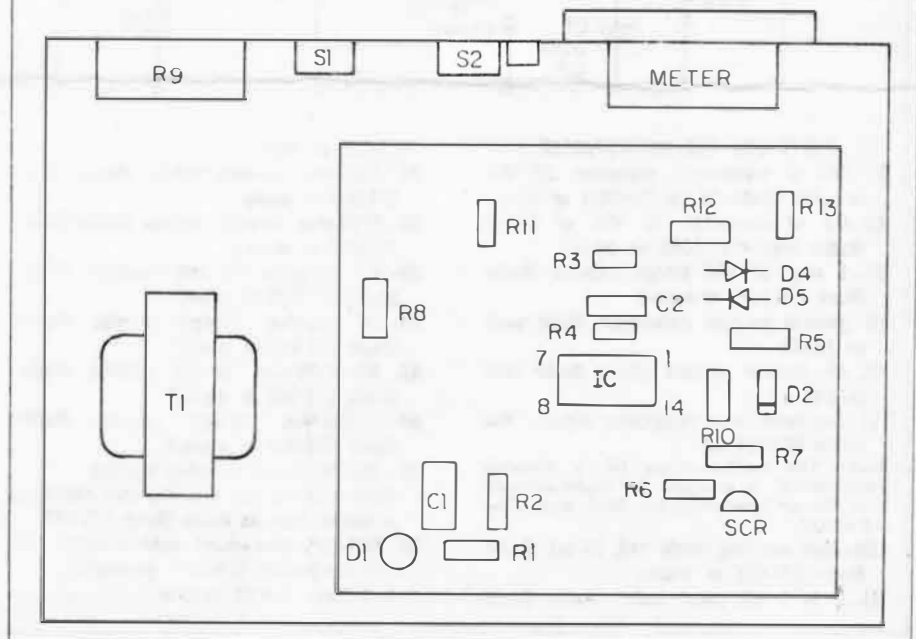 R9
S1
S2
METER
R11
R12
R13
R3
D4
R8
C2
D5
R4
R5
7
1
IC
T1
8
14
D2
R10
R7
R6
C1
R2
SCR
D1
R1